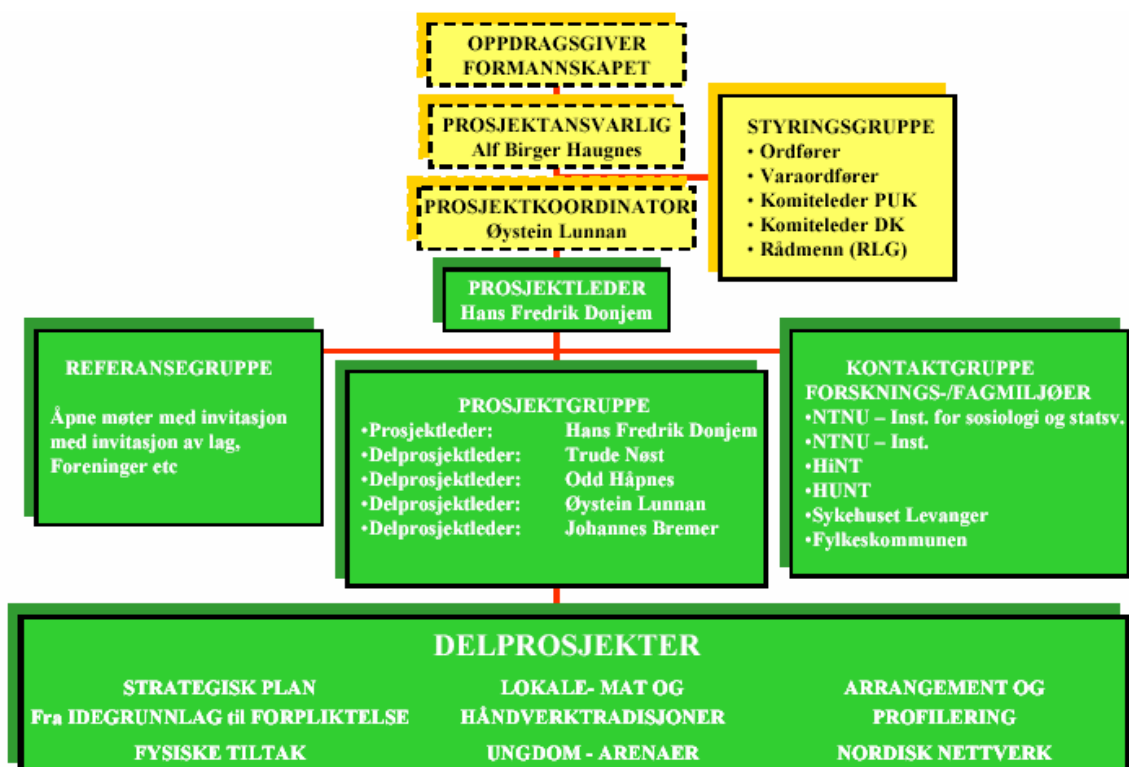 OPPDRAGSGIVER
FORMANNSKAPET
PROSJEKTANSVARLIG
Alf Birger Haugnes
PROSJEKTKOORDINATOR
Øystein Lunnan
STYRINGSGRUPPE
• Ordfører
• Varaordfører
• Komiteleder PUK
• Komiteleder DK
• Rådmenn (RLG)
PROSJEKTLEDER
Hans Fredrik Donjem
REFERANSEGRUPPE
Åpne møter med invitasjon
med invitasjon av lag,
Foreninger etc
PROSJEKTGRUPPE
•Prosjektleder: Hans Fredrik Donjem
•Delprosjektleder: Trude Nøst
•Delprosjektleder: Odd Håpnes
•Delprosjektleder: Øystein Lunnan
•Delprosjektleder: Johannes Bremer
KONTAKTGRUPPE
FORSKNINGS-/FAGMILJØER
•NTNU – Inst. for sosiologi og statsv.
•NTNU – Inst.
•HiNT
•HUNT
•Sykehuset Levanger
•Fylkeskommunen
DELPROSJEKTER
STRATEGISK PLAN
Fra IDEGRUNNLAG til FORPLIKTELSE
FYSISKE TILTAK
LOKALE- MAT OG
HÅNDVERKTRADISJONER
UNGDOM - ARENAER
ARRANGEMENT OG
PROFILERING
NORDISK NETTVERK